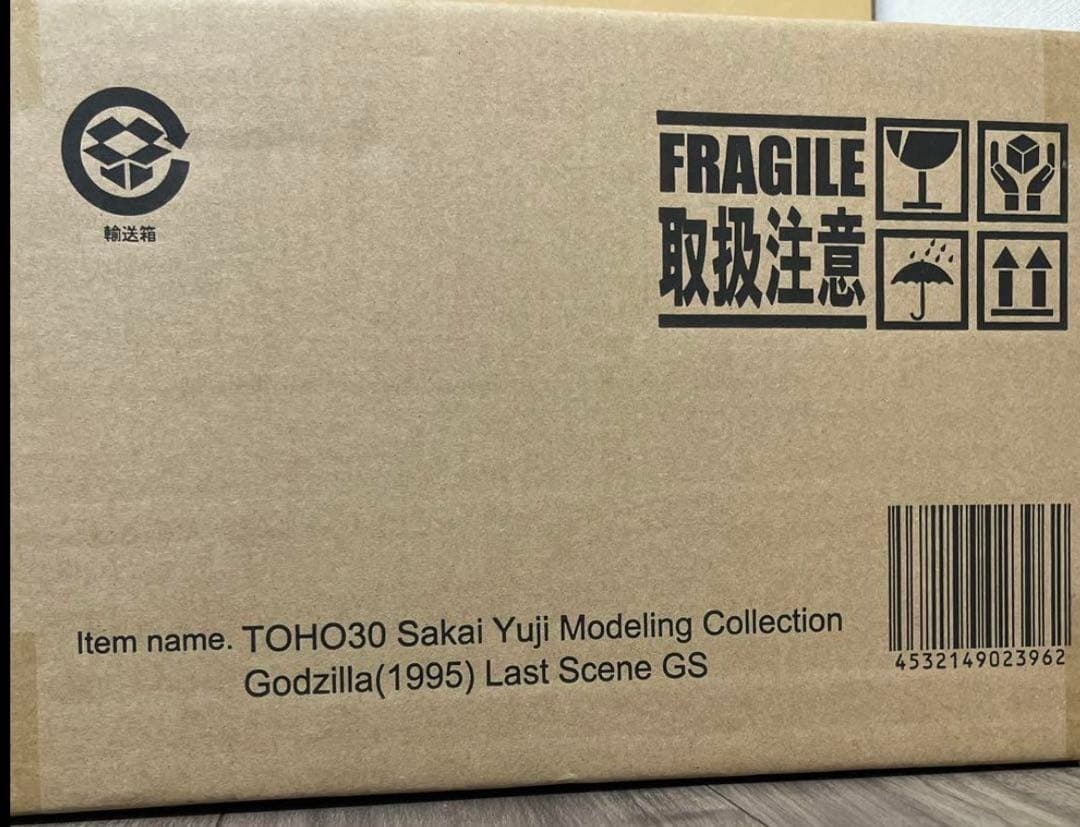 輸送箱
FRAGILE
取扱注意
Item name. TOHO30 Sakai Yuji Modeling Collection
Godzilla(1995) Last Scene GS
4532149023962